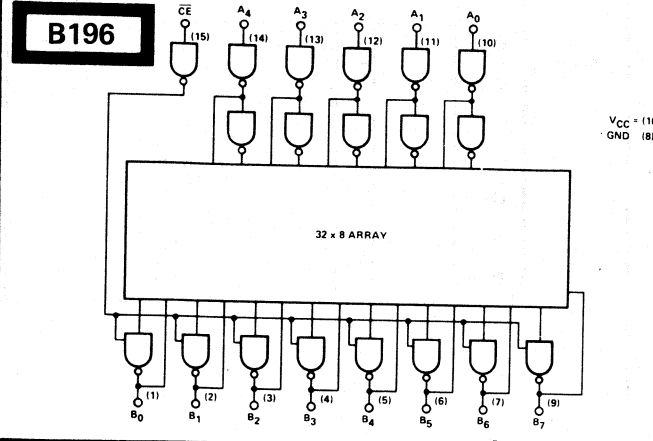 B196
CE A4 A3 A2 A1 A0
(15) (14) (13) (12) (11) (10)
VCC = (16
GND (8)
32 x 8 ARRAY
(1) (2) (3) (4) (5) (6) (7) (9)
B0 B1 B2 B3 B4 B5 B6 B7